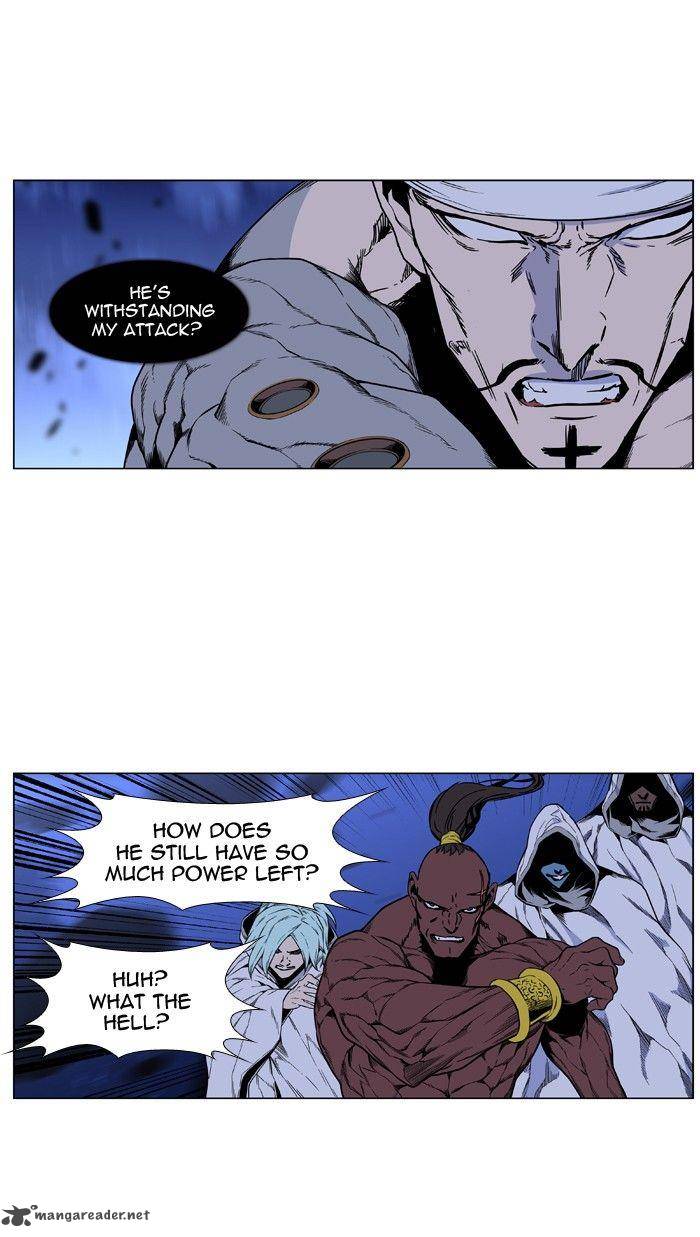 HE'S
WITHSTANDING
MY ATTACK?
HOW DOES
HE STILL HAVE SO
MUCH POWER LEFT?
HUH?
WHAT THE
HELL?
mangareader.net